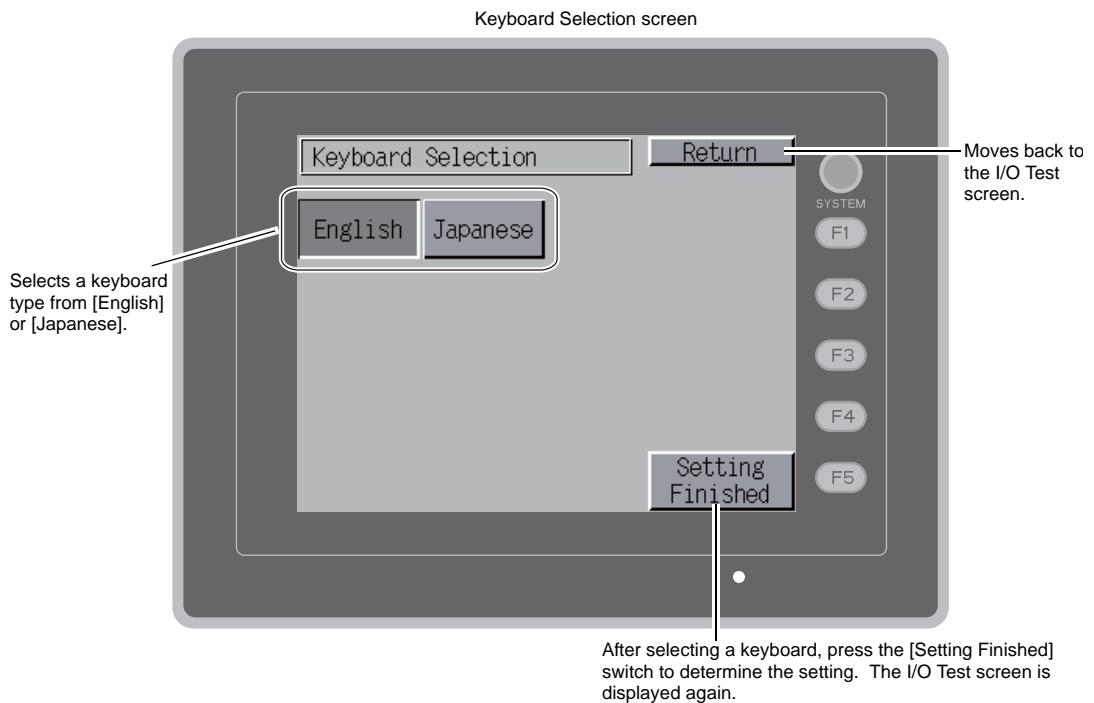 Keyboard Selection screen
Keyboard Selection
Return
Moves back to
the I/O Test
screen.
SYSTEM
English
Japanese
F1
Selects a keyboard
type from [English]
or [Japanese].
F2
F3
F4
Setting
Finished
F5
After selecting a keyboard, press the [Setting Finished]
switch to determine the setting.  The I/O Test screen is
displayed again.